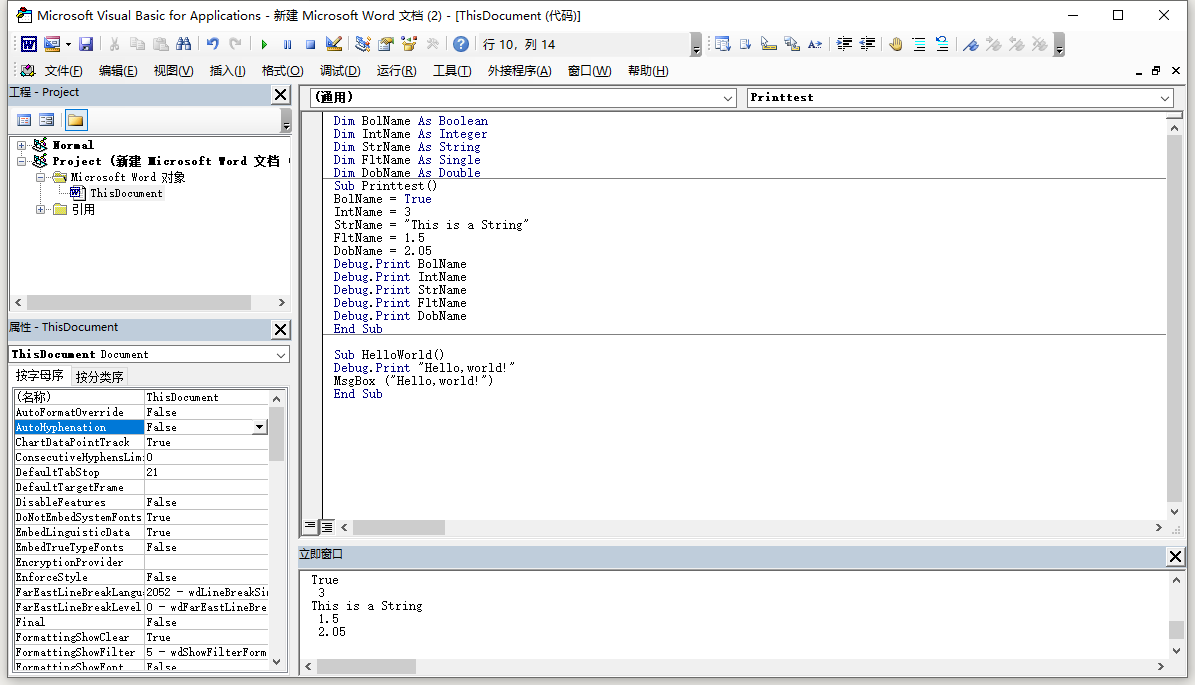 Microsoft Visual Basic for Applications - 新建 Microsoft Word 文档 (2) - [ThisDocument (代码)]
行 10, 列 14
文件(F) 编辑(E) 视图(V) 插入(I) 格式(O) 调试(D) 运行(R) 工具(T) 外接程序(A) 窗口(W) 帮助(H)
工程 - Project
Normal
Project (新建 Microsoft Word 文档
Microsoft Word 对象
ThisDocument
引用
属性 - ThisDocument
ThisDocument Document
按字母序 按分类序
(名称) ThisDocument
AutoFormatOverride False
AutoHyphenation False
ChartDataPointTrack True
ConsecutiveHyphensLim 0
DefaultTabStop 21
DefaultTargetFrame
DisableFeatures False
DoNotEmbedSystemFonts True
EmbedLinguisticData True
EmbedTrueTypeFonts False
EncryptionProvider
EnforceStyle False
FarEastLineBreakLangu 2052 - wdLineBreakSi
FarEastLineBreakLevel 0 - wdFarEastLineBre
Final False
FormattingShowClear True
FormattingShowFilter 5 - wdShowFilterForm
FormattingShowFont False
(通用) Printtest
Dim BolName As Boolean
Dim IntName As Integer
Dim StrName As String
Dim FltName As Single
Dim DobName As Double
Sub Printtest()
BolName = True
IntName = 3
StrName = "This is a String"
FltName = 1.5
DobName = 2.05
Debug.Print BolName
Debug.Print IntName
Debug.Print StrName
Debug.Print FltName
Debug.Print DobName
End Sub
Sub HelloWorld()
Debug.Print "Hello,world!"
MsgBox ("Hello,world!")
End Sub
立即窗口
True
3
This is a String
1.5
2.05